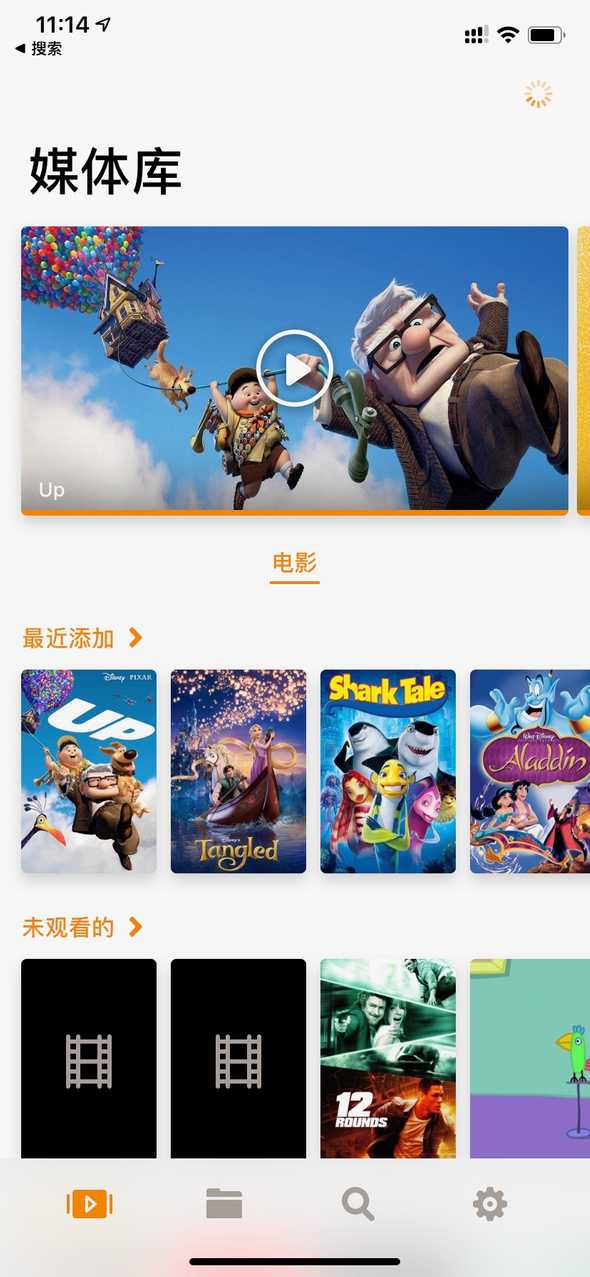 11:14
◀ 搜索
媒体库
Up
电影
最近添加
Disney PIXAR
UP
Disney's
Tangled
Shark Tale
Walt Disney
Aladdin
未观看的
12
ROUNDS